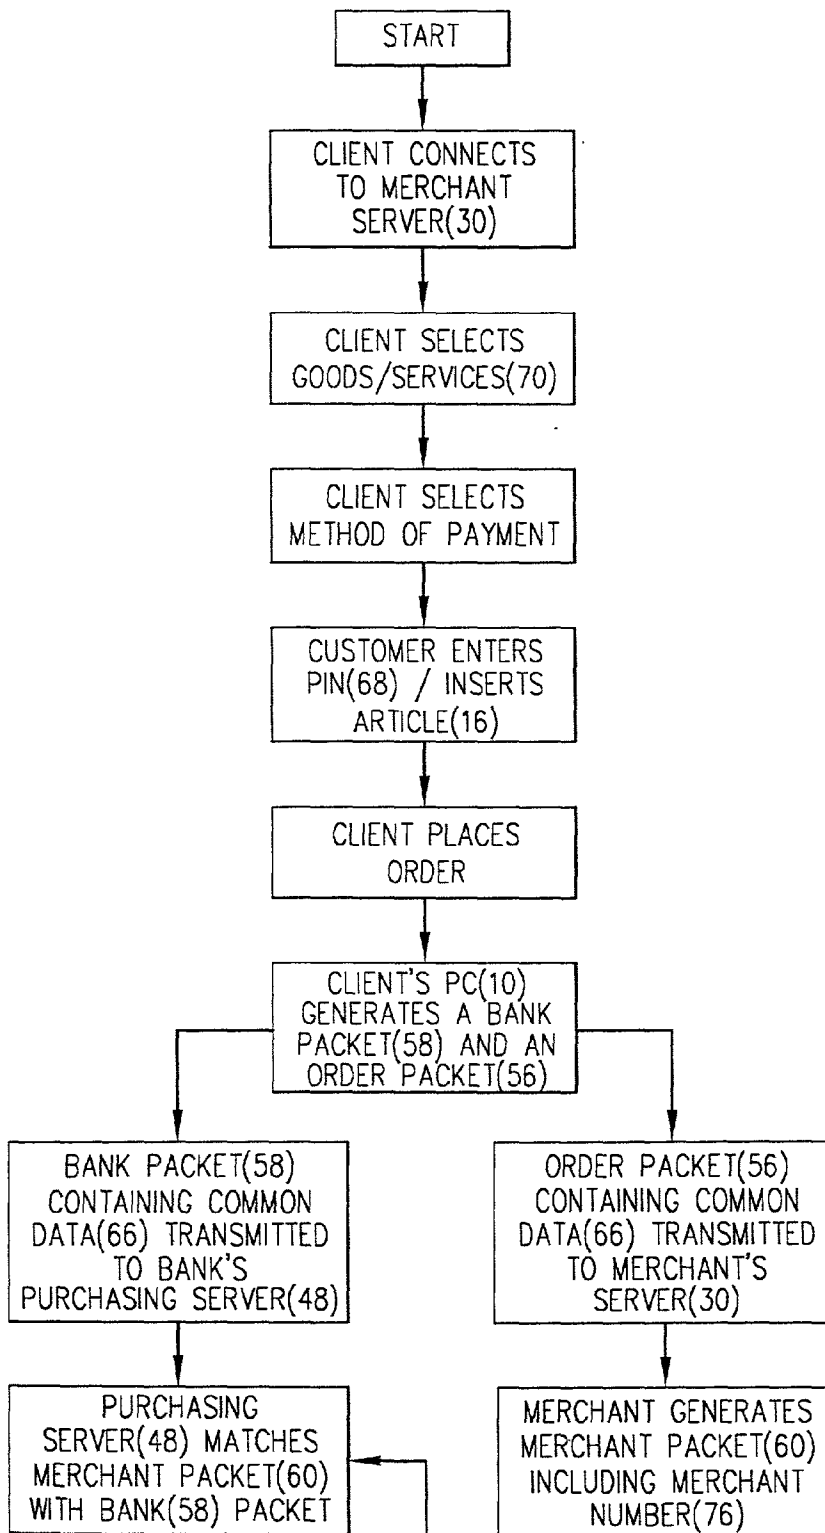 START
CLIENT CONNECTS
TO MERCHANT
SERVER(30)
CLIENT SELECTS
GOODS/SERVICES(70)
CLIENT SELECTS
METHOD OF PAYMENT
CUSTOMER ENTERS
PIN(68) / INSERTS
ARTICLE(16)
CLIENT PLACES
ORDER
CLIENT'S PC(10)
GENERATES A BANK
PACKET(58) AND AN
ORDER PACKET(56)
BANK PACKET(58)
CONTAINING COMMON
DATA(66) TRANSMITTED
TO BANK'S
PURCHASING SERVER(48)
ORDER PACKET(56)
CONTAINING COMMON
DATA(66) TRANSMITTED
TO MERCHANT'S
SERVER(30)
PURCHASING
SERVER(48) MATCHES
MERCHANT PACKET(60)
WITH BANK(58) PACKET
MERCHANT GENERATES
MERCHANT PACKET(60)
INCLUDING MERCHANT
NUMBER(76)